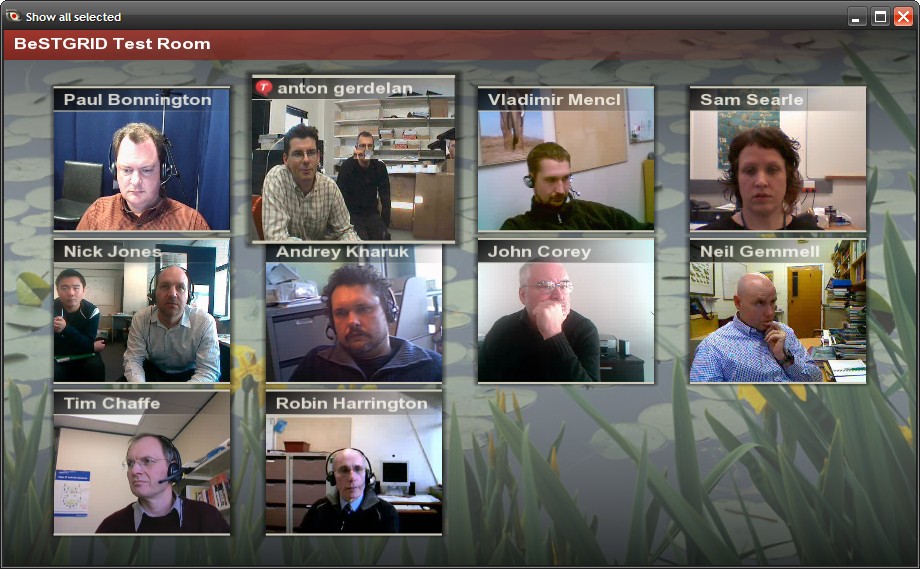 Show all selected
BeSTGRID Test Room
Paul Bonnington
T anton gerdelan
Vladimir Mencl
Sam Searle
Nick Jones
Andrey Kharuk
John Corey
Neil Gemmell
Tim Chaffe
Robin Harrington